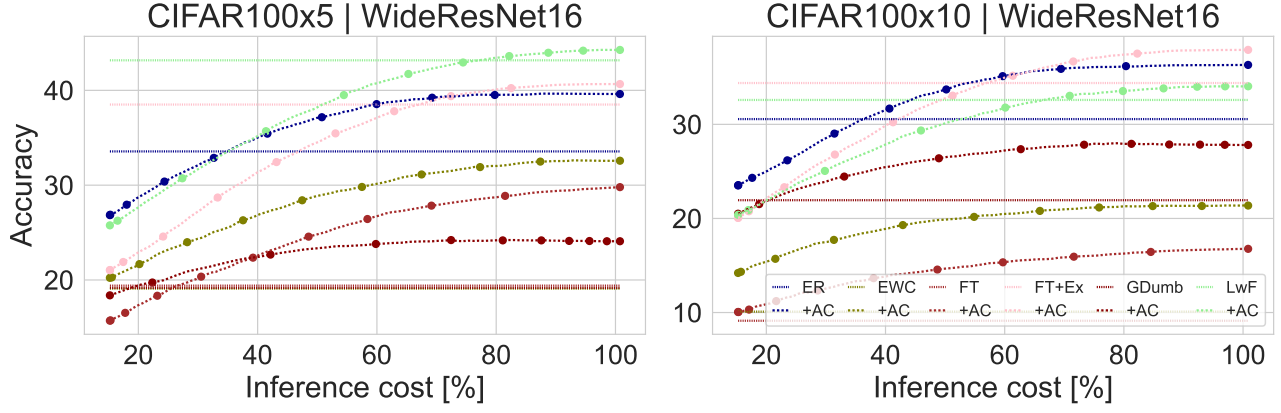 CIFAR100x5 | WideResNet16
Accuracy
40
30
20
20 40 60 80 100
Inference cost [%]
CIFAR100x10 | WideResNet16
30
20
10
20 40 60 80 100
Inference cost [%]
ER EWC FT FT+Ex GDumb LwF
+AC +AC +AC +AC +AC +AC